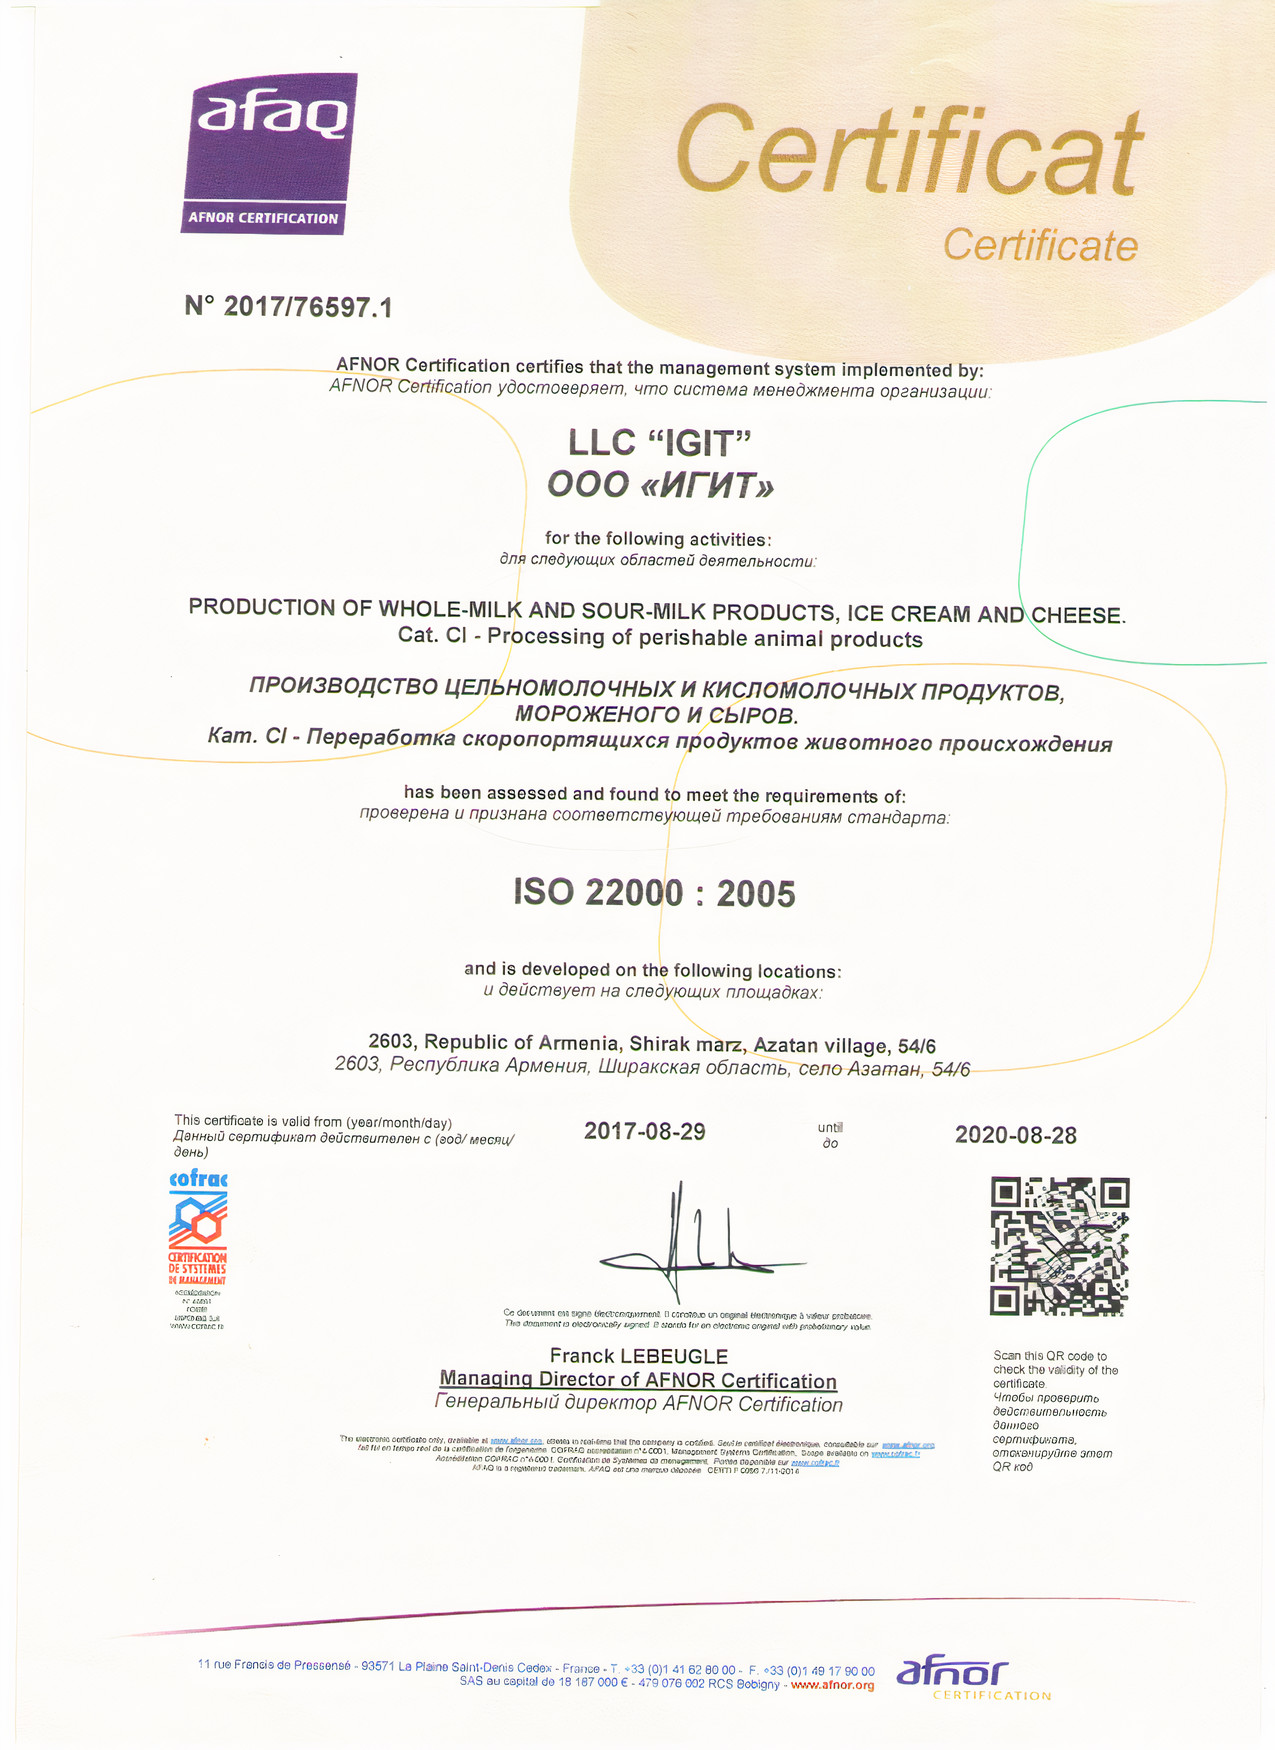 afaq
AFNOR CERTIFICATION
Certificat
Certificate
N° 2017/76597.1
AFNOR Certification certifies that the management system implemented by:
AFNOR Certification удостоверяет, что система менеджмента организации:
LLC “IGIT”
ООО «ИГИТ»
for the following activities:
для следующих областей деятельности:
PRODUCTION OF WHOLE-MILK AND SOUR-MILK PRODUCTS, ICE CREAM AND CHEESE.
Cat. CI - Processing of perishable animal products
ПРОИЗВОДСТВО ЦЕЛЬНОМОЛОЧНЫХ И КИСЛОМОЛОЧНЫХ ПРОДУКТОВ,
МОРОЖЕНОГО И СЫРОВ.
Кат. CI - Переработка скоропортящихся продуктов животного происхождения
has been assessed and found to meet the requirements of:
проверена и признана соответствующей требованиям стандарта:
ISO 22000 : 2005
and is developed on the following locations:
и действует на следующих площадках:
2603, Republic of Armenia, Shirak marz, Azatan village, 54/6
2603, Республика Армения, Ширакская область, село Азатан, 54/6
This certificate is valid from (year/month/day)
Данный сертификат действителен с (год/ месяц/
день)
2017-08-29
until
до
2020-08-28
cofrac
CERTIFICATION
DE SYSTEMES
DE MANAGEMENT
Ce document est signé électroniquement. Il constitue un original électronique à valeur probatoire.
This document is electronically signed. It stands for an electronic original with probationary value.
Franck LEBEUGLE
Managing Director of AFNOR Certification
Генеральный директор AFNOR Certification
Scan this QR code to
check the validity of the
certificate
Чтобы проверить
действительность
данного
сертификата,
отсканируйте этот
QR код
The electronic certificate only, available at www.afnor.org, attests in real-time that the company is certified. Seul le certificat électronique, consultable sur www.afnor.org,
fait foi en temps réel de la certification de l'organisme. COFRAC accreditation n°4-0001, Management Systems Certification, Scope available on www.cofrac.fr
Accréditation COFRAC n°4-0001, Certification de Systèmes de management, Portée disponible sur www.cofrac.fr
AFAQ is a registered trademark. AFAQ est une marque déposée. CERTI F 0956 7./11-2014
11 rue Francis de Pressensé - 93571 La Plaine Saint-Denis Cedex - France - T. +33 (0)1 41 62 80 00 - F. +33 (0)1 49 17 90 00
SAS au capital de 18 187 000 € - 479 076 002 RCS Bobigny - www.afnor.org
afnor
CERTIFICATION